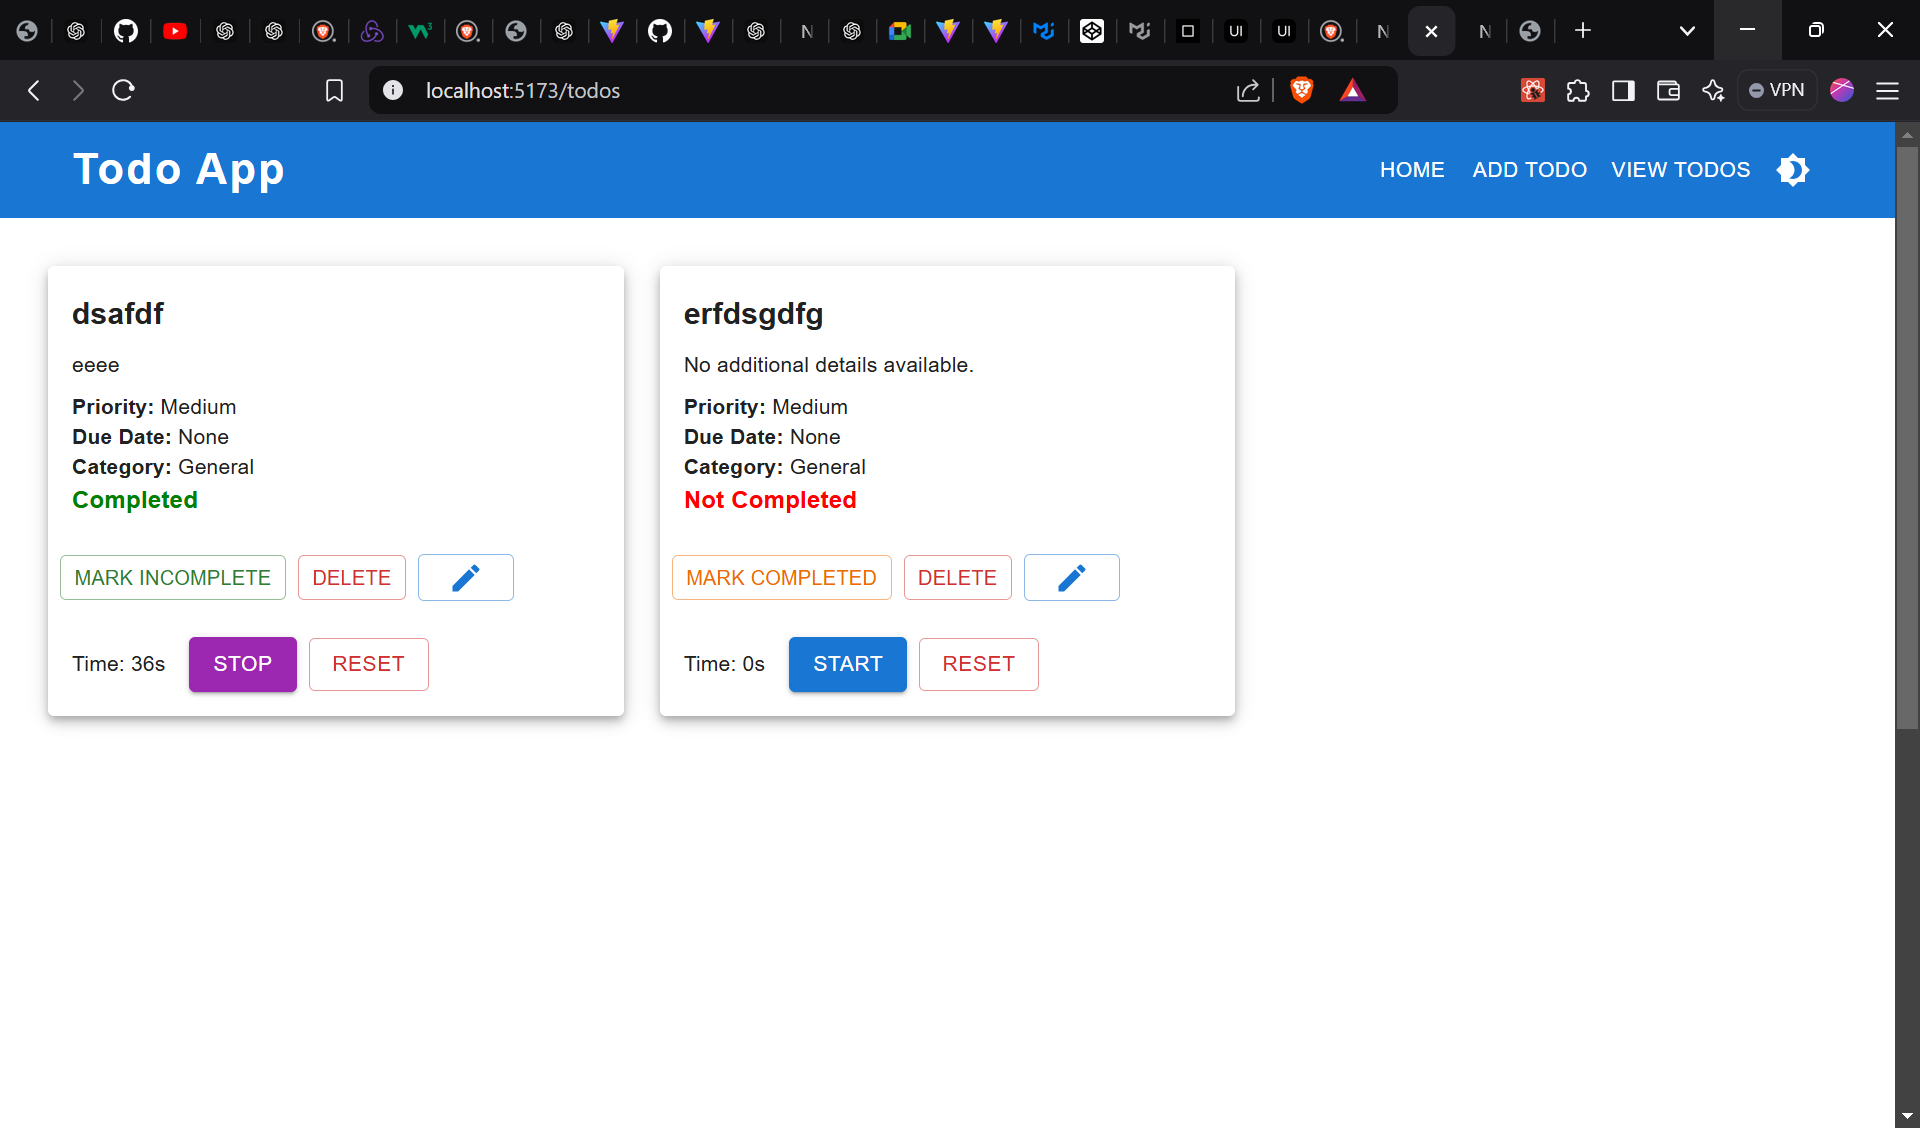 N
UI
UI
N
N
localhost:5173/todos
VPN
Todo App
HOME
ADD TODO
VIEW TODOS
dsafdf
eeee
Priority: Medium
Due Date: None
Category: General
Completed
MARK INCOMPLETE
DELETE
Time: 36s
STOP
RESET
erfdsgdfg
No additional details available.
Priority: Medium
Due Date: None
Category: General
Not Completed
MARK COMPLETED
DELETE
Time: 0s
START
RESET